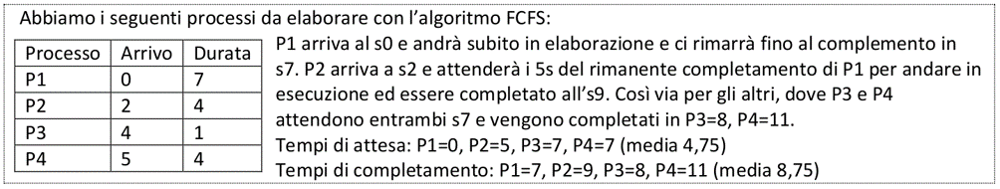 Abbiamo i seguenti processi da elaborare con l'algoritmo FCFS:
Processo Arrivo Durata
P1 0 7
P2 2 4
P3 4 1
P4 5 4
P1 arriva al s0 e andrà subito in elaborazione e ci rimarrà fino al complemento in
s7. P2 arriva a s2 e attenderà i 5s del rimanente completamento di P1 per andare in
esecuzione ed essere completato all's9. Così via per gli altri, dove P3 e P4
attendono entrambi s7 e vengono completati in P3=8, P4=11.
Tempi di attesa: P1=0, P2=5, P3=7, P4=7 (media 4,75)
Tempi di completamento: P1=7, P2=9, P3=8, P4=11 (media 8,75)